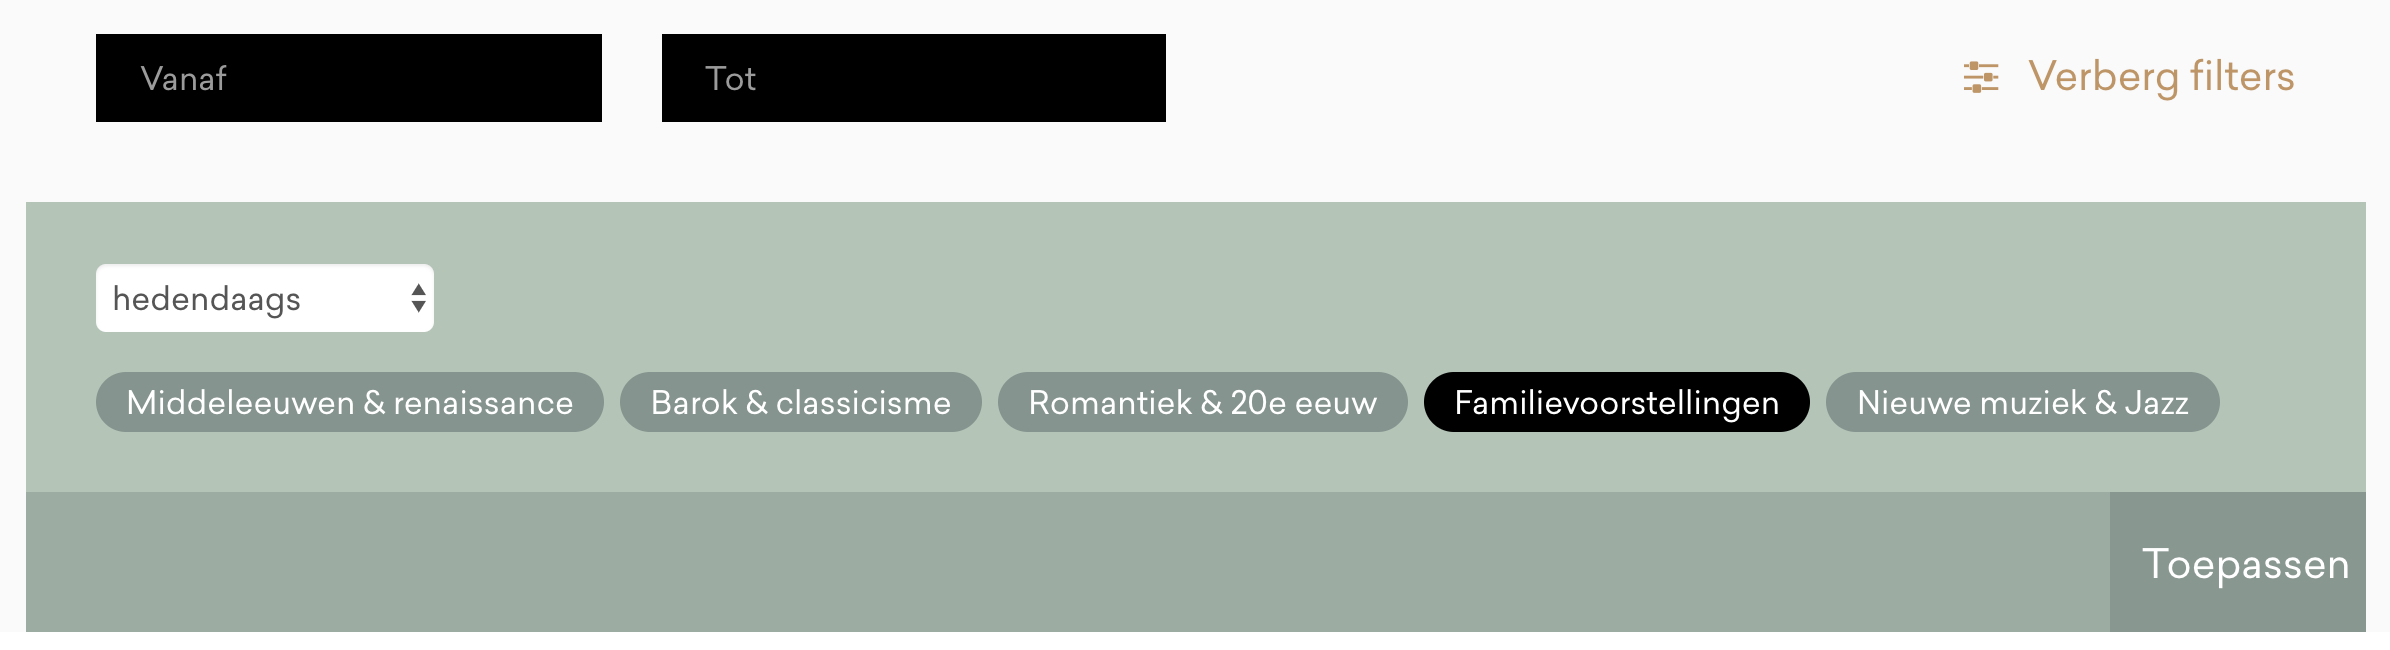 Vanaf
Tot
Verberg filters
hedendaags
Middeleeuwen & renaissance
Barok & classicisme
Romantiek & 20e eeuw
Familievoorstellingen
Nieuwe muziek & Jazz
Toepassen